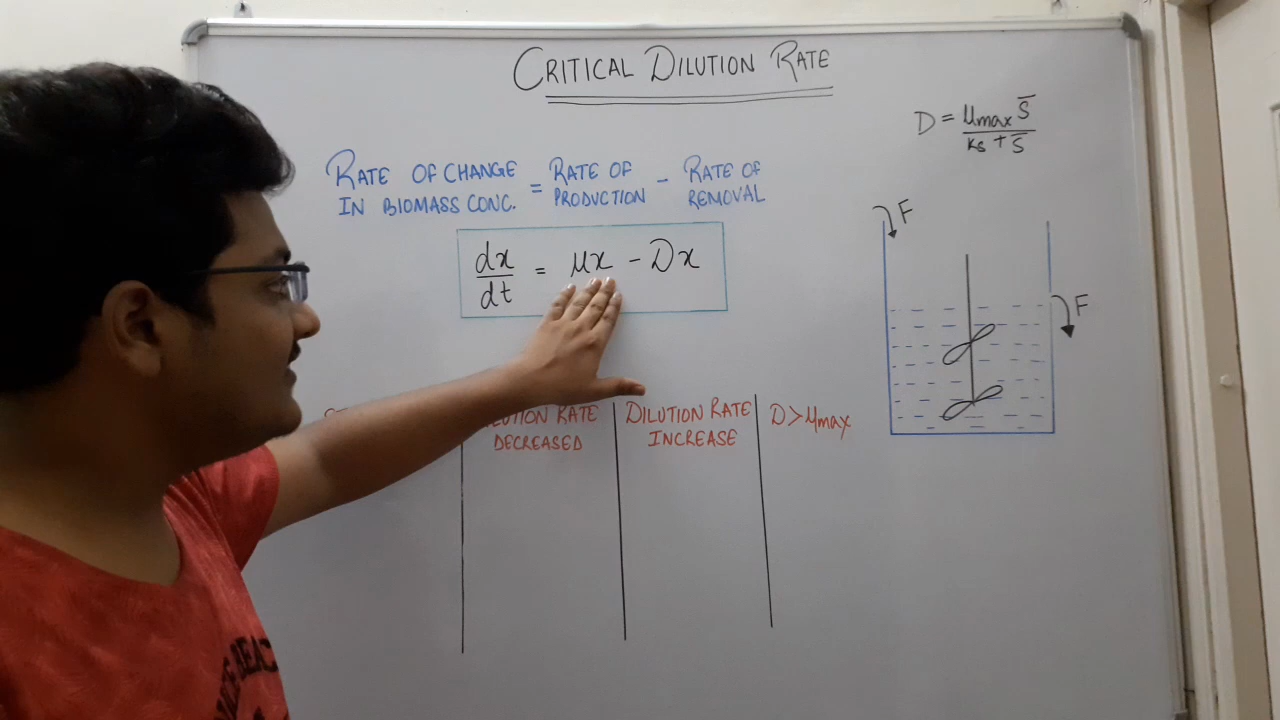 CRITICAL DILUTION RATE
D = μmax S̄
ks + S̄
RATE OF CHANGE = RATE OF - RATE OF
IN BIOMASS CONC. PRODUCTION REMOVAL
F
dx = μx - Dx
dt
F
RATE DILUTION RATE D > μmax
DECREASED INCREASE